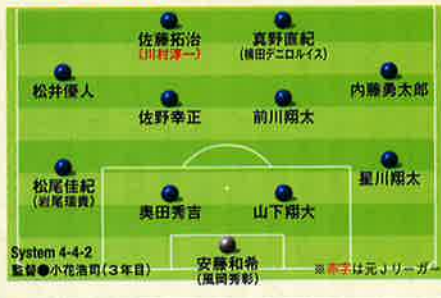 佐藤拓治
(川村淳一)
真野直紀
(横田デニロルイス)
松井優人
内藤勇太郎
佐野幸正
前川翔太
松尾佳紀
(岩尾瑞貴)
星川翔太
奥田秀吉
山下翔大
System 4-4-2
監督●小花浩司(3年目)
安藤和希
(風岡秀彰)
※赤字は元Jリーガー